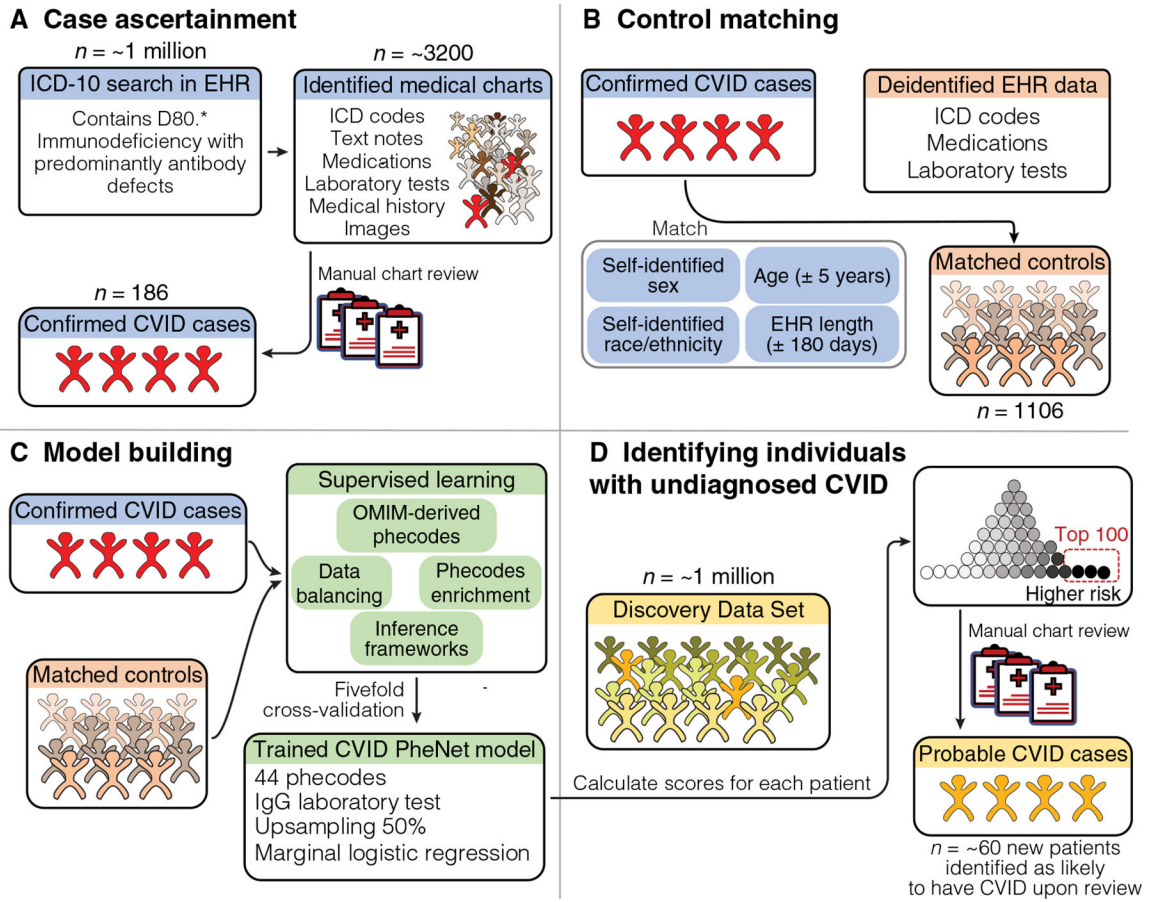 A Case ascertainment
n = ~1 million
ICD-10 search in EHR
Contains D80.*
Immunodeficiency with
predominantly antibody
defects
n = ~3200
Identified medical charts
ICD codes
Text notes
Medications
Laboratory tests
Medical history
Images
Manual chart review
n = 186
Confirmed CVID cases
B Control matching
Confirmed CVID cases
Deidentified EHR data
ICD codes
Medications
Laboratory tests
Match
Self-identified
sex
Age (± 5 years)
Self-identified
race/ethnicity
EHR length
(± 180 days)
Matched controls
n = 1106
C Model building
Confirmed CVID cases
Matched controls
Supervised learning
OMIM-derived
phecodes
Data
balancing
Phecodes
enrichment
Inference
frameworks
Fivefold
cross-validation
-
Trained CVID PheNet model
44 phecodes
IgG laboratory test
Upsampling 50%
Marginal logistic regression
D Identifying individuals
with undiagnosed CVID
n = ~1 million
Discovery Data Set
Calculate scores for each patient
Top 100
Higher risk
Manual chart review
Probable CVID cases
n = ~60 new patients
identified as likely
to have CVID upon review